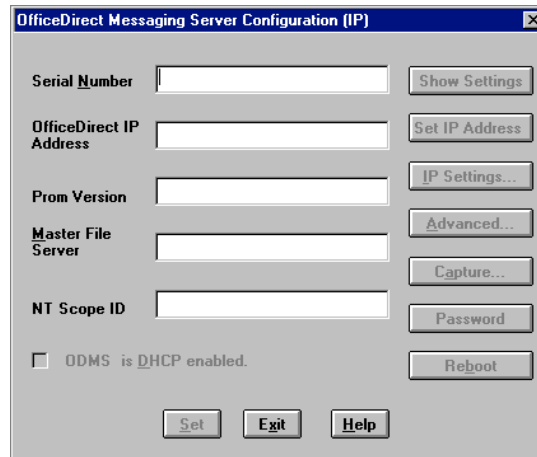 OfficeDirect Messaging Server Configuration (IP)
Serial Number
Show Settings
OfficeDirect IP
Address
Set IP Address
Prom Version
IP Settings...
Master File
Server
Advanced...
Capture...
NT Scope ID
Password
ODMS is DHCP enabled.
Reboot
Set
Exit
Help